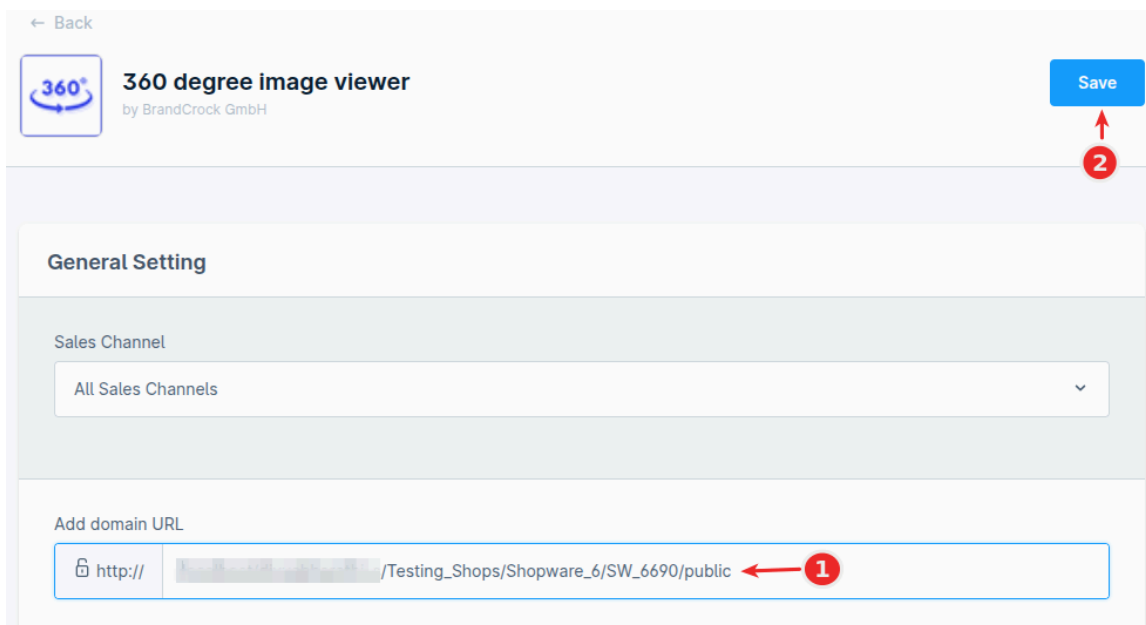 ← Back
360°
360 degree image viewer
by BrandCrock GmbH
Save
2
General Setting
Sales Channel
All Sales Channels
Add domain URL
http:// /Testing_Shops/Shopware_6/SW_6690/public
1